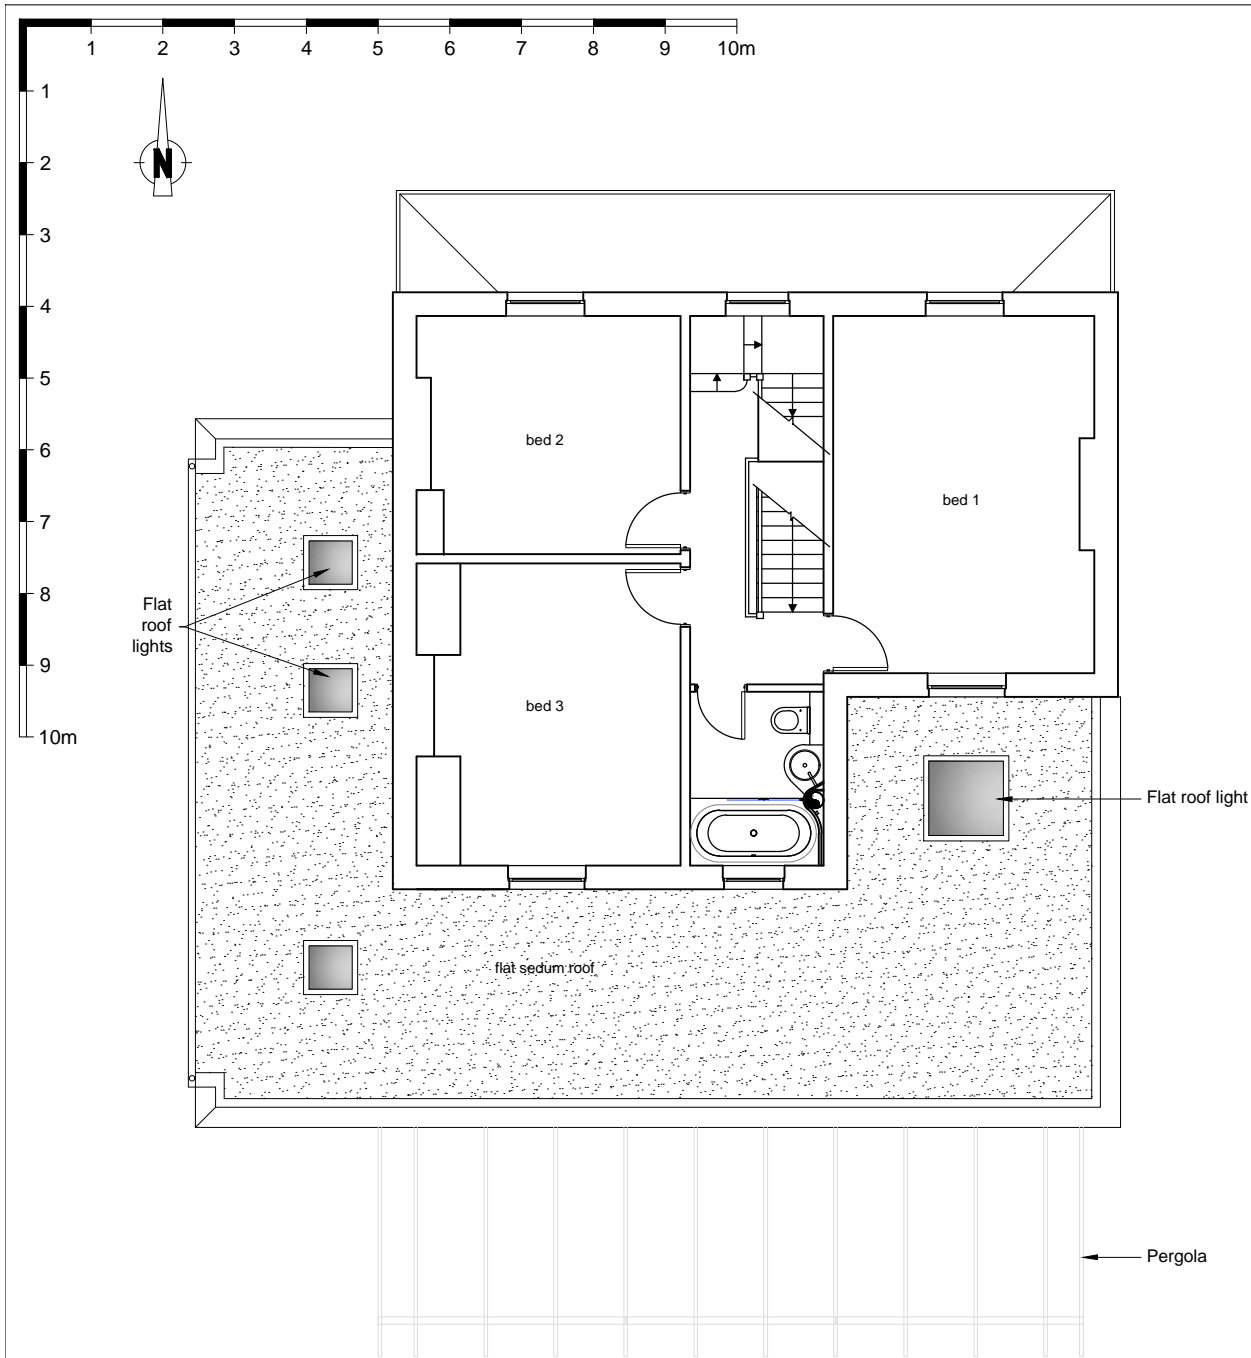 1 2 3 4 5 6 7 8 9 10m
1
2
3
4
5
6
7
8
9
10m
N
bed 2
bed 1
bed 3
Flat
roof
lights
Flat roof light
flat sedum roof
Pergola